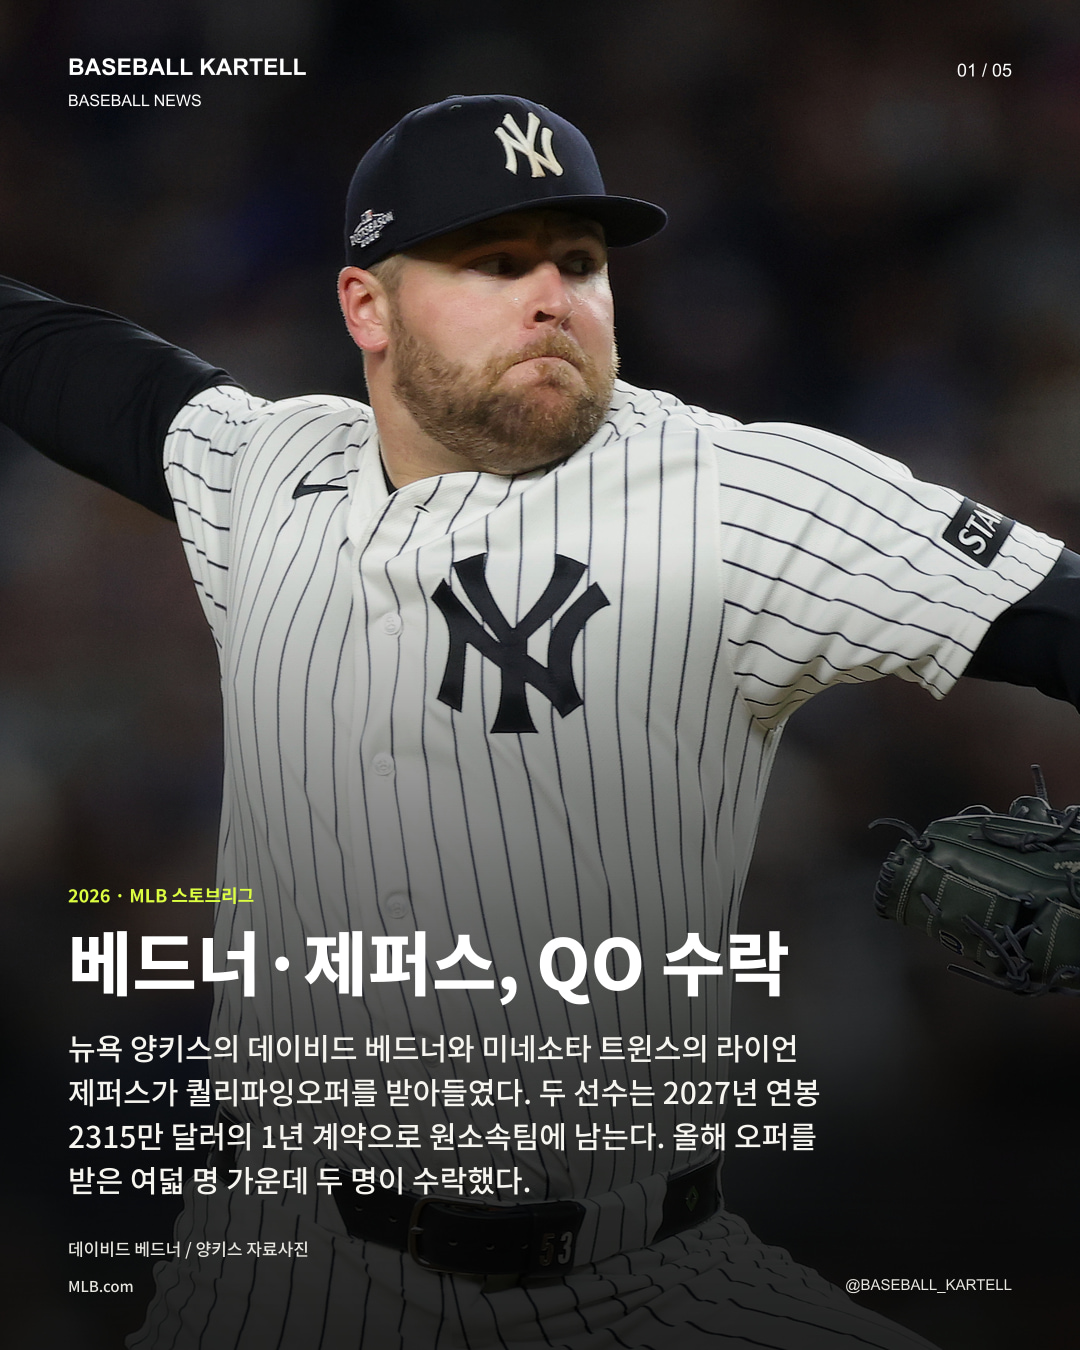 BASEBALL KARTELL
01 / 05
BASEBALL NEWS
NY
POSTSEASON
2026
STAR
NY
2026 · MLB 스토브리그
베드너·제퍼스, QO 수락
뉴욕 양키스의 데이비드 베드너와 미네소타 트윈스의 라이언
제퍼스가 퀄리파잉오퍼를 받아들였다. 두 선수는 2027년 연봉
2315만 달러의 1년 계약으로 원소속팀에 남는다. 올해 오퍼를
받은 여덟 명 가운데 두 명이 수락했다.
53
데이비드 베드너 / 양키스 자료사진
MLB.com
@BASEBALL_KARTELL